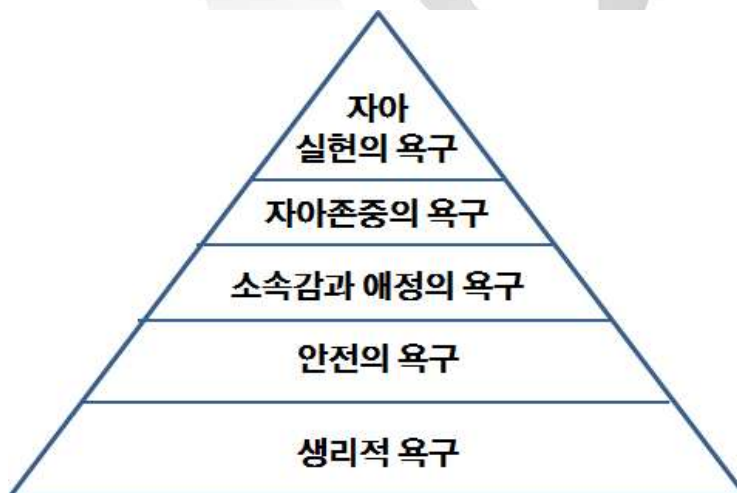 자아
실현의 욕구
자아존중의 욕구
소속감과 애정의 욕구
안전의 욕구
생리적 욕구